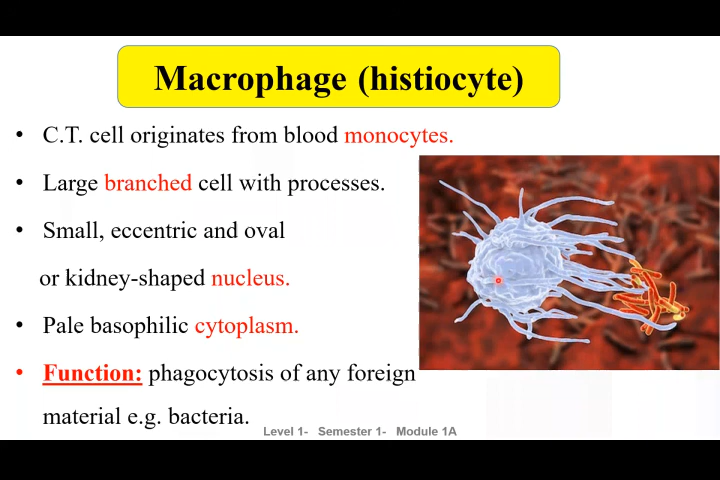 Macrophage (histiocyte)
• C.T. cell originates from blood monocytes.
• Large branched cell with processes.
• Small, eccentric and oval
or kidney-shaped nucleus.
• Pale basophilic cytoplasm.
• Function: phagocytosis of any foreign
material e.g. bacteria.
Level 1- Semester 1- Module 1A